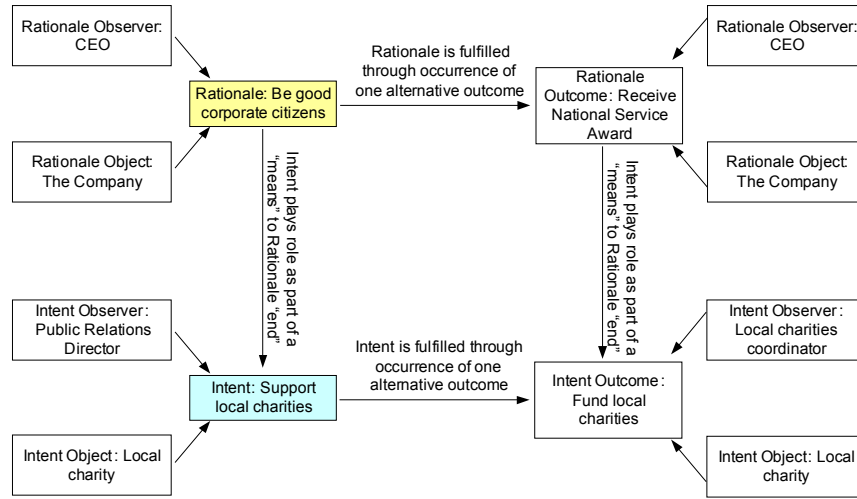 Rationale Observer:
CEO
Rationale is fulfilled
through occurrence of
one alternative outcome
Rationale Observer:
CEO
Rationale: Be good
corporate citizens
Rationale
Outcome: Receive
National Service
Award
Rationale Object:
The Company
Rationale Object:
The Company
Intent plays role as part of a
"means" to Rationale "end"
Intent plays role as part of a
"means" to Rationale "end"
Intent Observer:
Public Relations
Director
Intent Observer:
Local charities
coordinator
Intent is fulfilled through
occurrence of one
alternative outcome
Intent: Support
local charities
Intent Outcome:
Fund local
charities
Intent Object: Local
charity
Intent Object: Local
charity